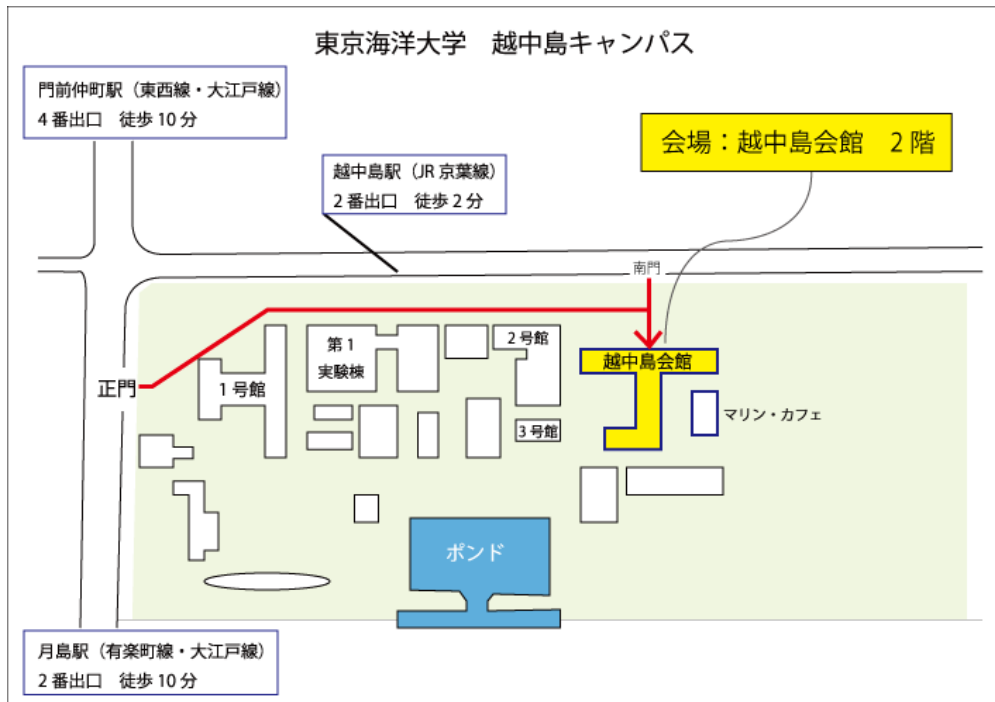 東京海洋大学　越中島キャンパス
門前仲町駅（東西線・大江戸線）
4番出口　徒歩10分
会場：越中島会館　2階
越中島駅（JR京葉線）
2番出口　徒歩2分
南門
第1
実験棟
2号館
越中島会館
正門
1号館
マリン・カフェ
3号館
ポンド
月島駅（有楽町線・大江戸線）
2番出口　徒歩10分